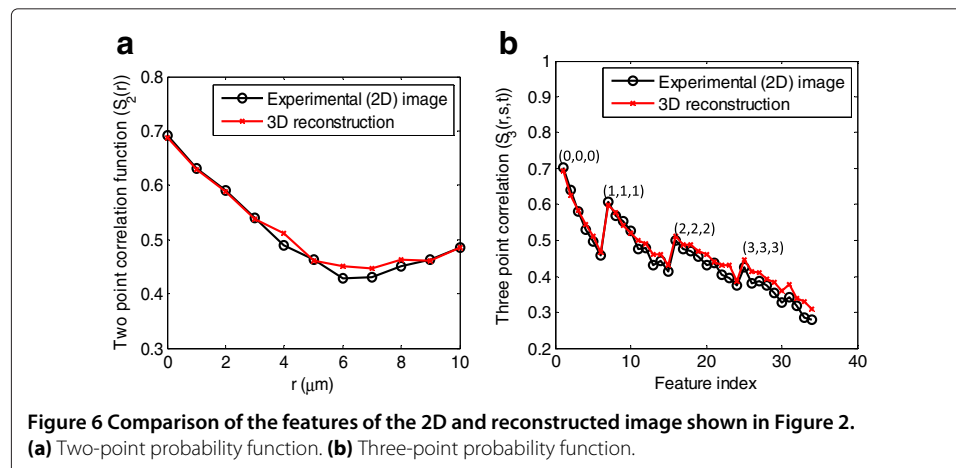 a
0.8
0.7
0.6
0.5
0.4
0.3
Two point correlation function (S₂(r))
Experimental (2D) image
3D reconstruction
0 2 4 6 8 10
r (μm)
b
1
0.9
0.8
0.7
0.6
0.5
0.4
0.3
0.2
Three point correlation (S₃(r,s,t))
Experimental (2D) image
3D reconstruction
(0,0,0)
(1,1,1)
(2,2,2)
(3,3,3)
0 10 20 30 40
Feature index
Figure 6 Comparison of the features of the 2D and reconstructed image shown in Figure 2.
(a) Two-point probability function. (b) Three-point probability function.